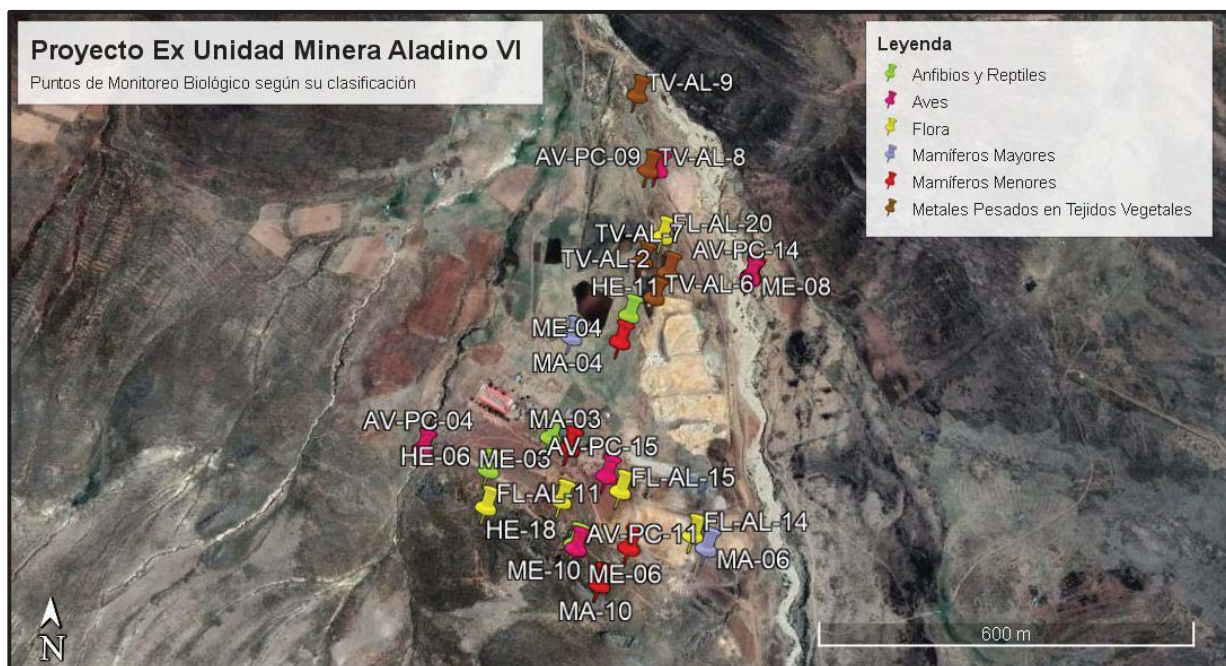 Proyecto Ex Unidad Minera Aladino VI
Puntos de Monitoreo Biológico según su clasificación
Leyenda
Anfibios y Reptiles
Aves
Flora
Mamíferos Mayores
Mamíferos Menores
Metales Pesados en Tejidos Vegetales
TV-AL-9
AV-PC-09
TV-AL-8
FL-AL-20
TV-AL-7
AV-PC-14
TV-AL-2
TV-AL-6
ME-08
HE-11
ME-04
MA-04
AV-PC-04
MA-03
AV-PC-15
HE-06
ME-03
FL-AL-15
FL-AL-11
HE-18
AV-PC-11
FL-AL-14
MA-06
ME-10
ME-06
MA-10
N
600 m